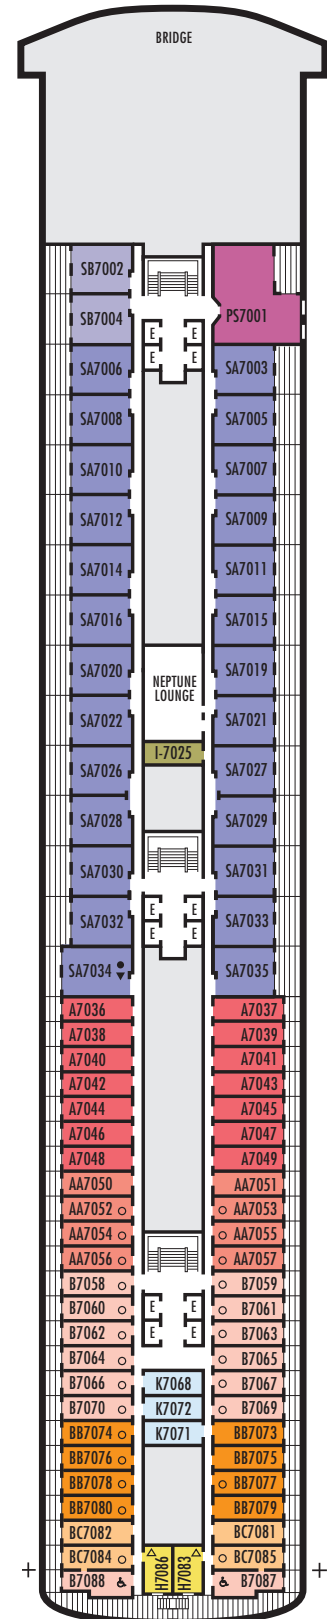 BRIDGE
SB7002
SB7004
PS7001
E E
E E
SA7006 SA7003
SA7008 SA7005
SA7010 SA7007
SA7012 SA7009
SA7014 SA7011
SA7016 SA7015
SA7020 SA7019
NEPTUNE
LOUNGE
SA7022 SA7021
I-7025
SA7026 SA7027
SA7028 SA7029
SA7030 SA7031
E E
SA7032 SA7033
E E
SA7034 SA7035
A7036 A7037
A7038 A7039
A7040 A7041
A7042 A7043
A7044 A7045
A7046 A7047
A7048 A7049
AA7050 AA7051
AA7052 AA7053
AA7054 AA7055
AA7056 AA7057
B7058 B7059
B7060 E E B7061
B7062 E E B7063
B7064 B7065
B7066 K7068 B7067
B7070 K7072 B7069
BB7074 K7071 BB7073
BB7076 BB7075
BB7078 BB7077
BB7080 BB7079
BC7082 BC7081
BC7084 BC7085
B7088 H7086 H7083 B7087